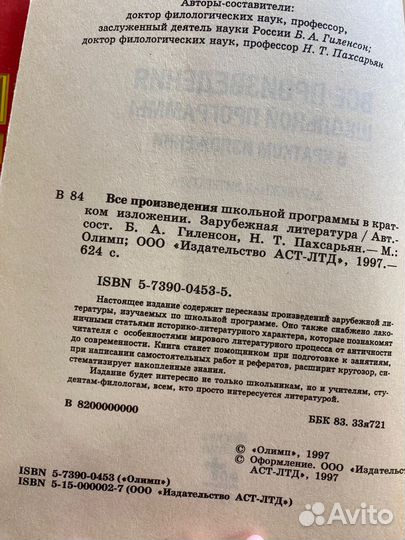 Авторы-составители:
доктор филологических наук, профессор,
заслуженный деятель науки России Б. А. Гиленсон;
доктор филологических наук, профессор Н. Т. Пахсарьян
В 84 Все произведения школьной программы в крат-
ком изложении. Зарубежная литература / Авт.-
сост. Б. А. Гиленсон, Н. Т. Пахсарьян.— М.:
Олимп; ООО «Издательство АСТ-ЛТД», 1997.—
624 с.
ISBN 5-7390-0453-5.
Настоящее издание содержит пересказы произведений зарубежной ли-
тературы, изучаемых по школьной программе. Оно также снабжено лако-
ничными статьями историко-литературного характера, которые познакомят
читателя с особенностями мирового литературного процесса от античности
до современности. Книга станет помощником при подготовке к занятиям,
при написании самостоятельных работ и рефератов, расширит кругозор, сис-
тематизирует накопленные знания.
Издание будет интересно не только школьникам, но и учителям, сту-
дентам-филологам, всем, кто просто интересуется литературой.
В 8200000000
ББК 83. 33я721
© «Олимп», 1997
© Оформление. ООО «Издательство
АСТ-ЛТД», 1997
ISBN 5-7390-0453 («Олимп»)
ISBN 5-15-000002-7 (ООО «Издательство АСТ-ЛТД»)
Avito